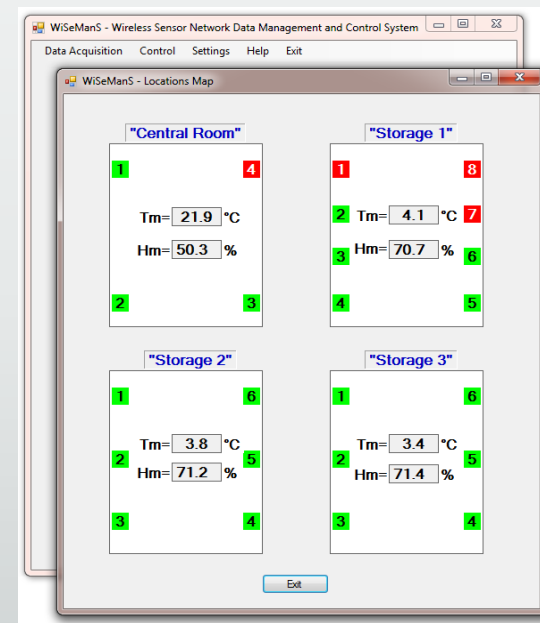 WiSeManS - Wireless Sensor Network Data Management and Control System
Data Acquisition Control Settings Help Exit
WiSeManS - Locations Map
"Central Room"
1 4
Tm= 21.9 °C
Hm= 50.3 %
2 3
"Storage 1"
1 8
2 Tm= 4.1 °C 7
3 Hm= 70.7 % 6
4 5
"Storage 2"
1 6
Tm= 3.8 °C
2 5
Hm= 71.2 %
3 4
"Storage 3"
1 6
Tm= 3.4 °C
2 5
Hm= 71.4 %
3 4
Exit